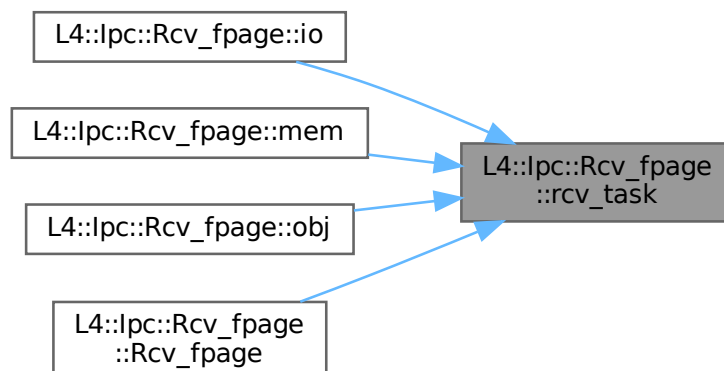 L4::Ipc::Rcv_fpage::io
L4::Ipc::Rcv_fpage::mem
L4::Ipc::Rcv_fpage::obj
L4::Ipc::Rcv_fpage
::Rcv_fpage
L4::Ipc::Rcv_fpage
::rcv_task